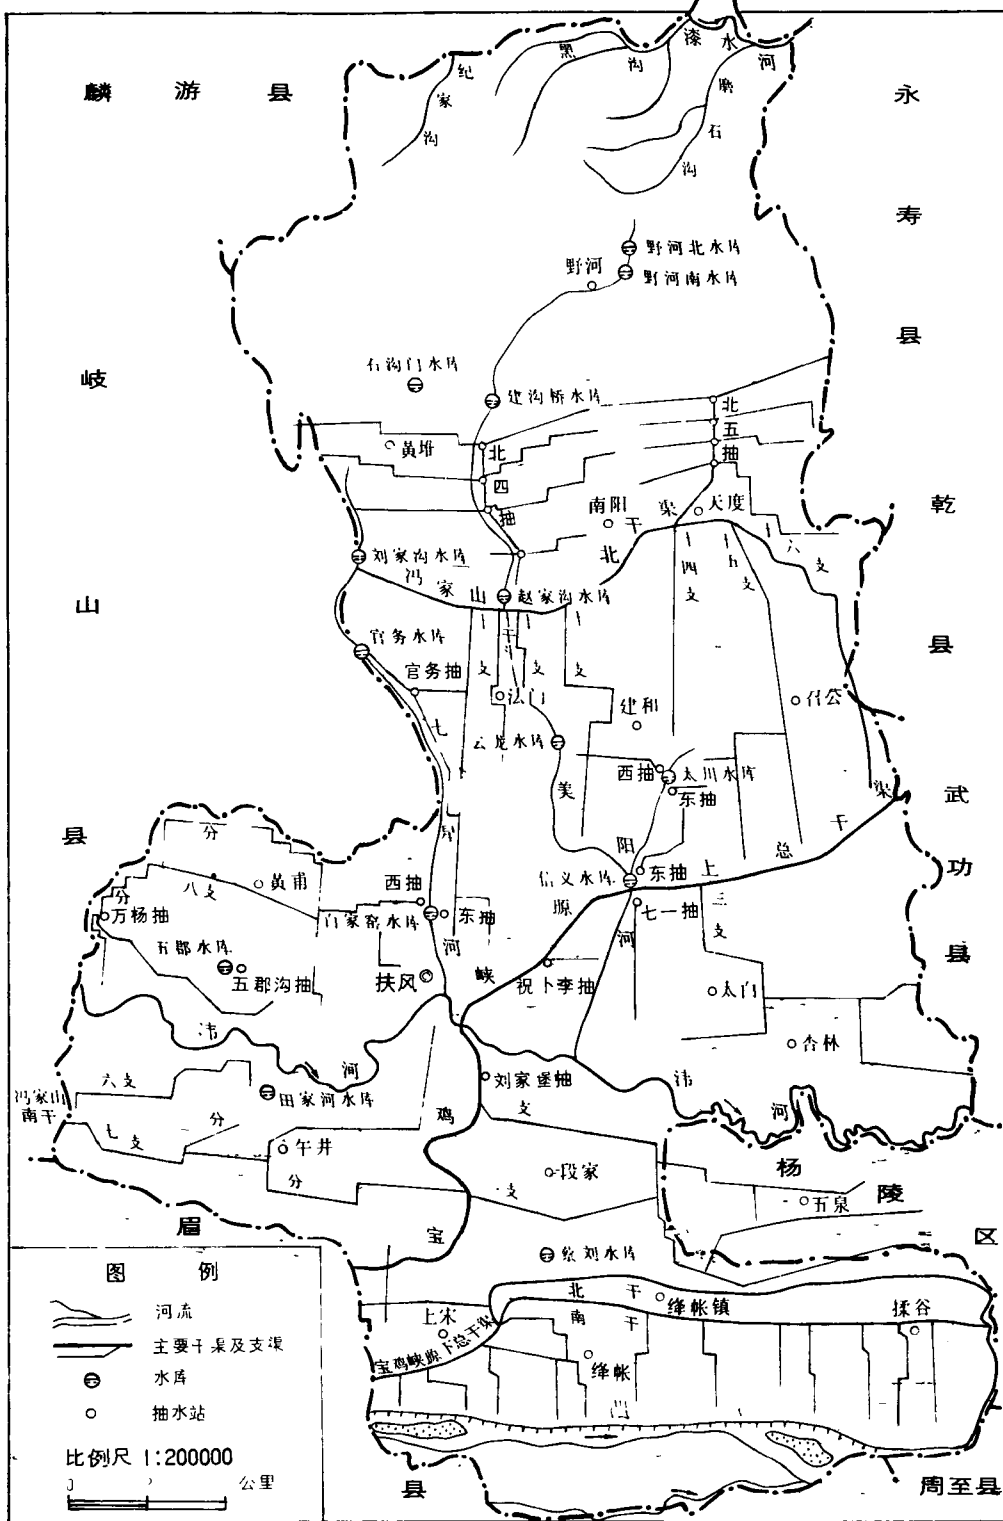 麟游县
永寿县
岐山县
乾县
武功县
漆水河
黑沟
纪家沟
磨石沟
野河北水库
野河
野河南水库
石沟门水库
建沟桥水库
黄堆
北四抽
北五抽
南阳
天度
北干渠
六支
刘家沟水库
冯家山
赵家沟水库
四支
五支
官务水库
官务抽
干
支
支
支
法门
建和
召公
七星河
云龙水库
西抽
太川水库
东抽
美阳河
分
八支
分
黄甫
西抽
信义水库
东抽
上总干渠
万杨抽
白家窑水库
东抽
七一抽
三支
原
五郡水库
五郡沟抽
扶风
峡
祝卜李抽
太门
杏林
沣河
六支
冯家山
南干
田家河水库
刘家堡抽
支
沣河
七支
分
鸡
午井
段家
杨陵区
分
支
五泉
眉县
宝
绛刘水库
北干
绛帐镇
揉谷
上宋
南干
宝鸡峡塬下总干渠
绛帐
周至县
图例
河流
主要干渠及支渠
水库
抽水站
比例尺 1:200000
公里